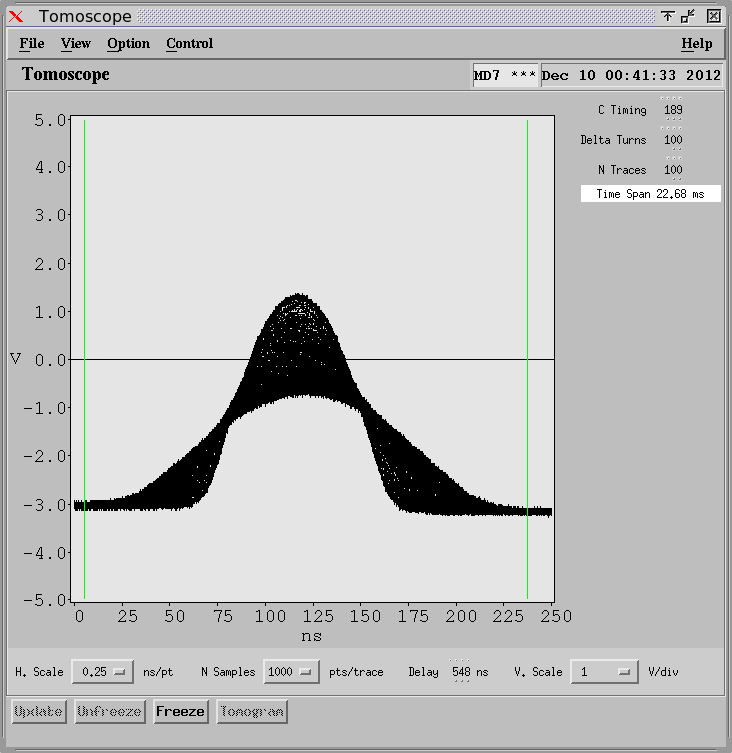 Tomoscope
File View Option Control Help
Tomoscope MD7 *** Dec 10 00:41:33 2012
C Timing 189
Delta Turns 100
N Traces 100
Time Span 22.68 ms
5.0
4.0
3.0
2.0
1.0
V 0.0
-1.0
-2.0
-3.0
-4.0
-5.0
0 25 50 75 100 125 150 175 200 225 250
ns
H. Scale 0.25 ns/pt N Samples 1000 pts/trace Delay 548 ns V. Scale 1 V/div
Update Unfreeze Freeze Tomogram